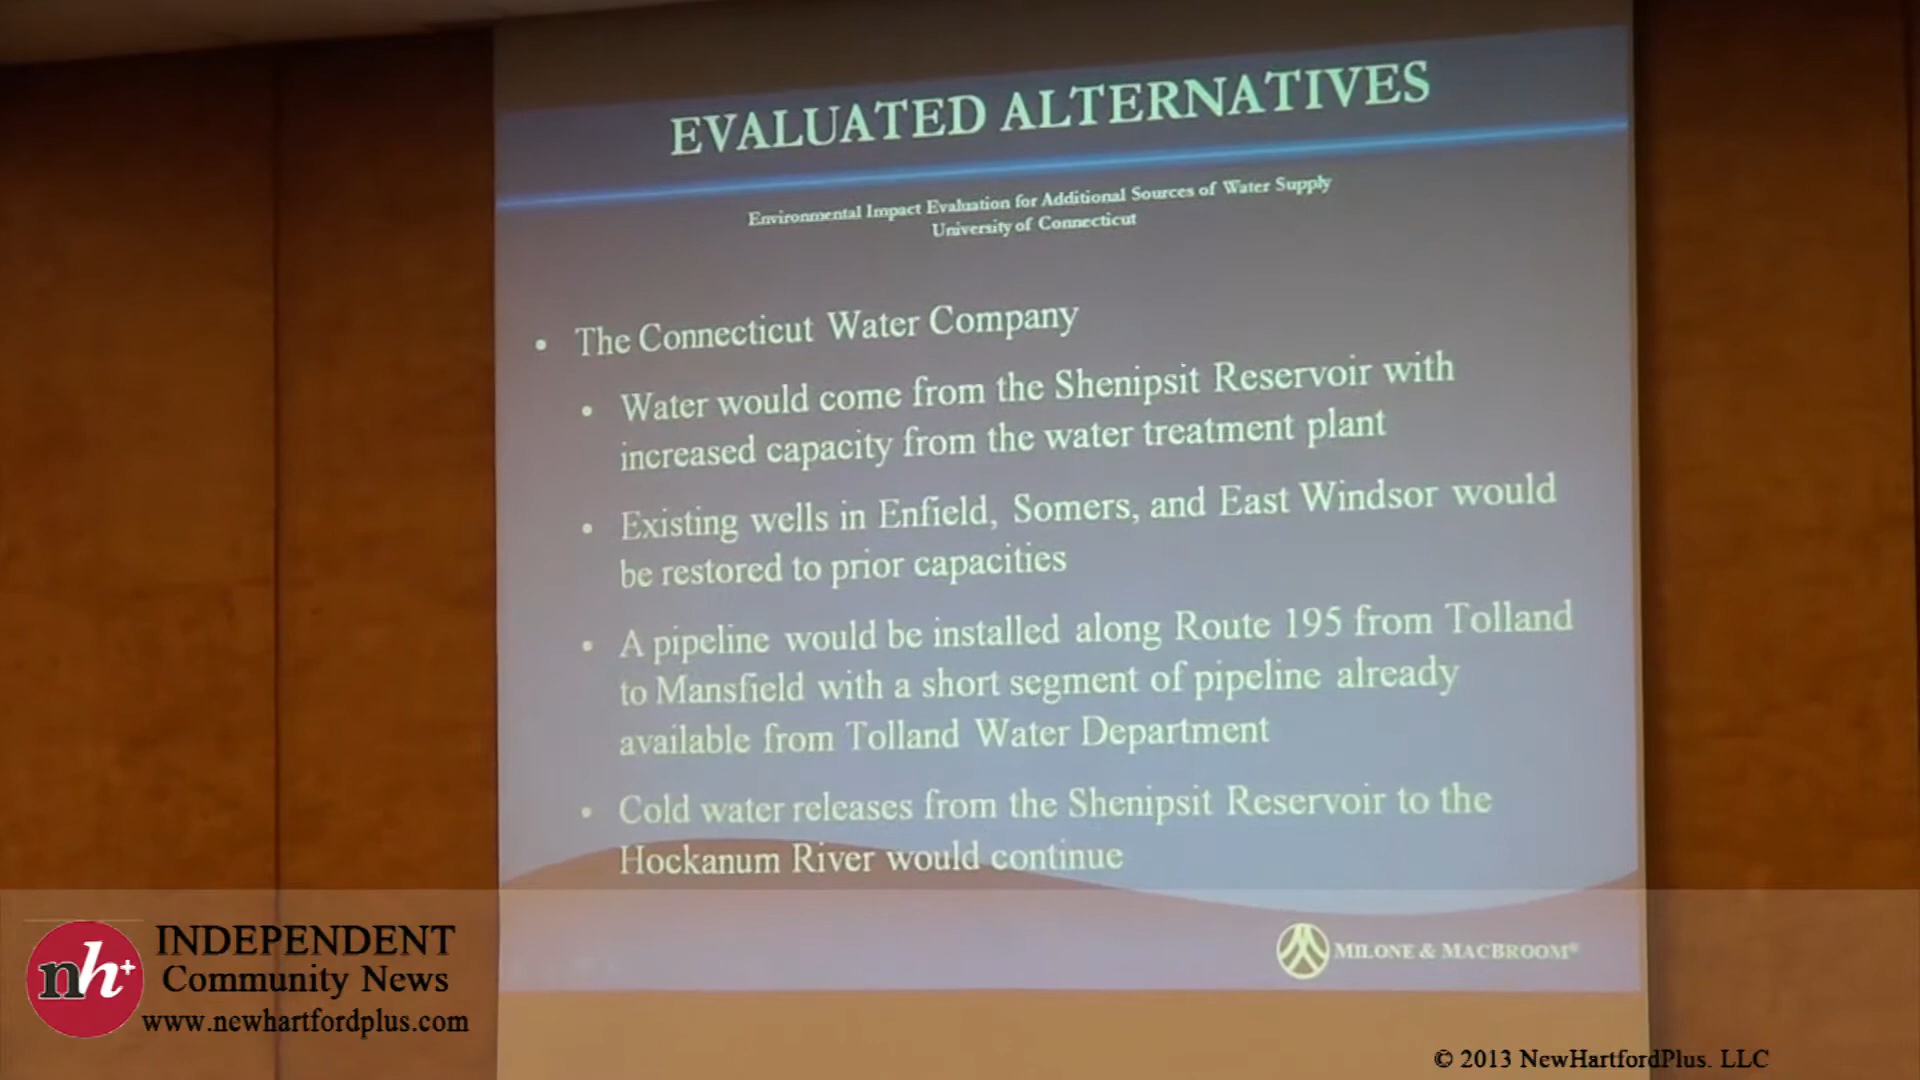 EVALUATED ALTERNATIVES
Environmental Impact Evaluation for Additional Sources of Water Supply
University of Connecticut
• The Connecticut Water Company
• Water would come from the Shenipsit Reservoir with
increased capacity from the water treatment plant
• Existing wells in Enfield, Somers, and East Windsor would
be restored to prior capacities
• A pipeline would be installed along Route 195 from Tolland
to Mansfield with a short segment of pipeline already
available from Tolland Water Department
• Cold water releases from the Shenipsit Reservoir to the
Hockanum River would continue
MILONE & MACBROOM®
nh+
INDEPENDENT
Community News
www.newhartfordplus.com
© 2013 NewHartfordPlus. LLC